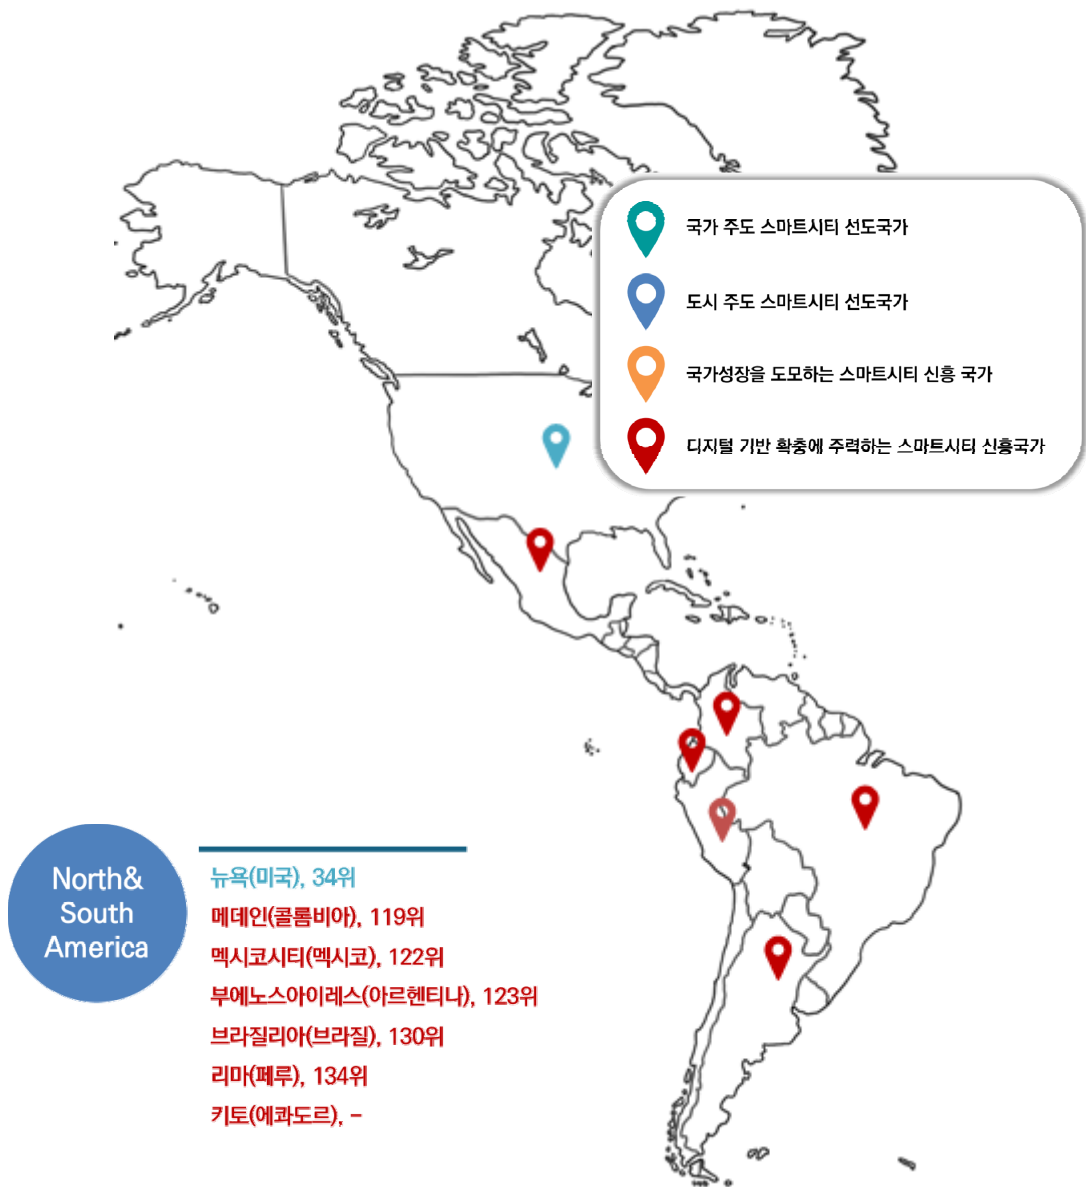 국가 주도 스마트시티 선도국가
도시 주도 스마트시티 선도국가
국가성장을 도모하는 스마트시티 신흥 국가
디지털 기반 확충에 주력하는 스마트시티 신흥국가
North&
South
America
뉴욕(미국), 34위
메데인(콜롬비아), 119위
멕시코시티(멕시코), 122위
부에노스아이레스(아르헨티나), 123위
브라질리아(브라질), 130위
리마(페루), 134위
키토(에콰도르), -